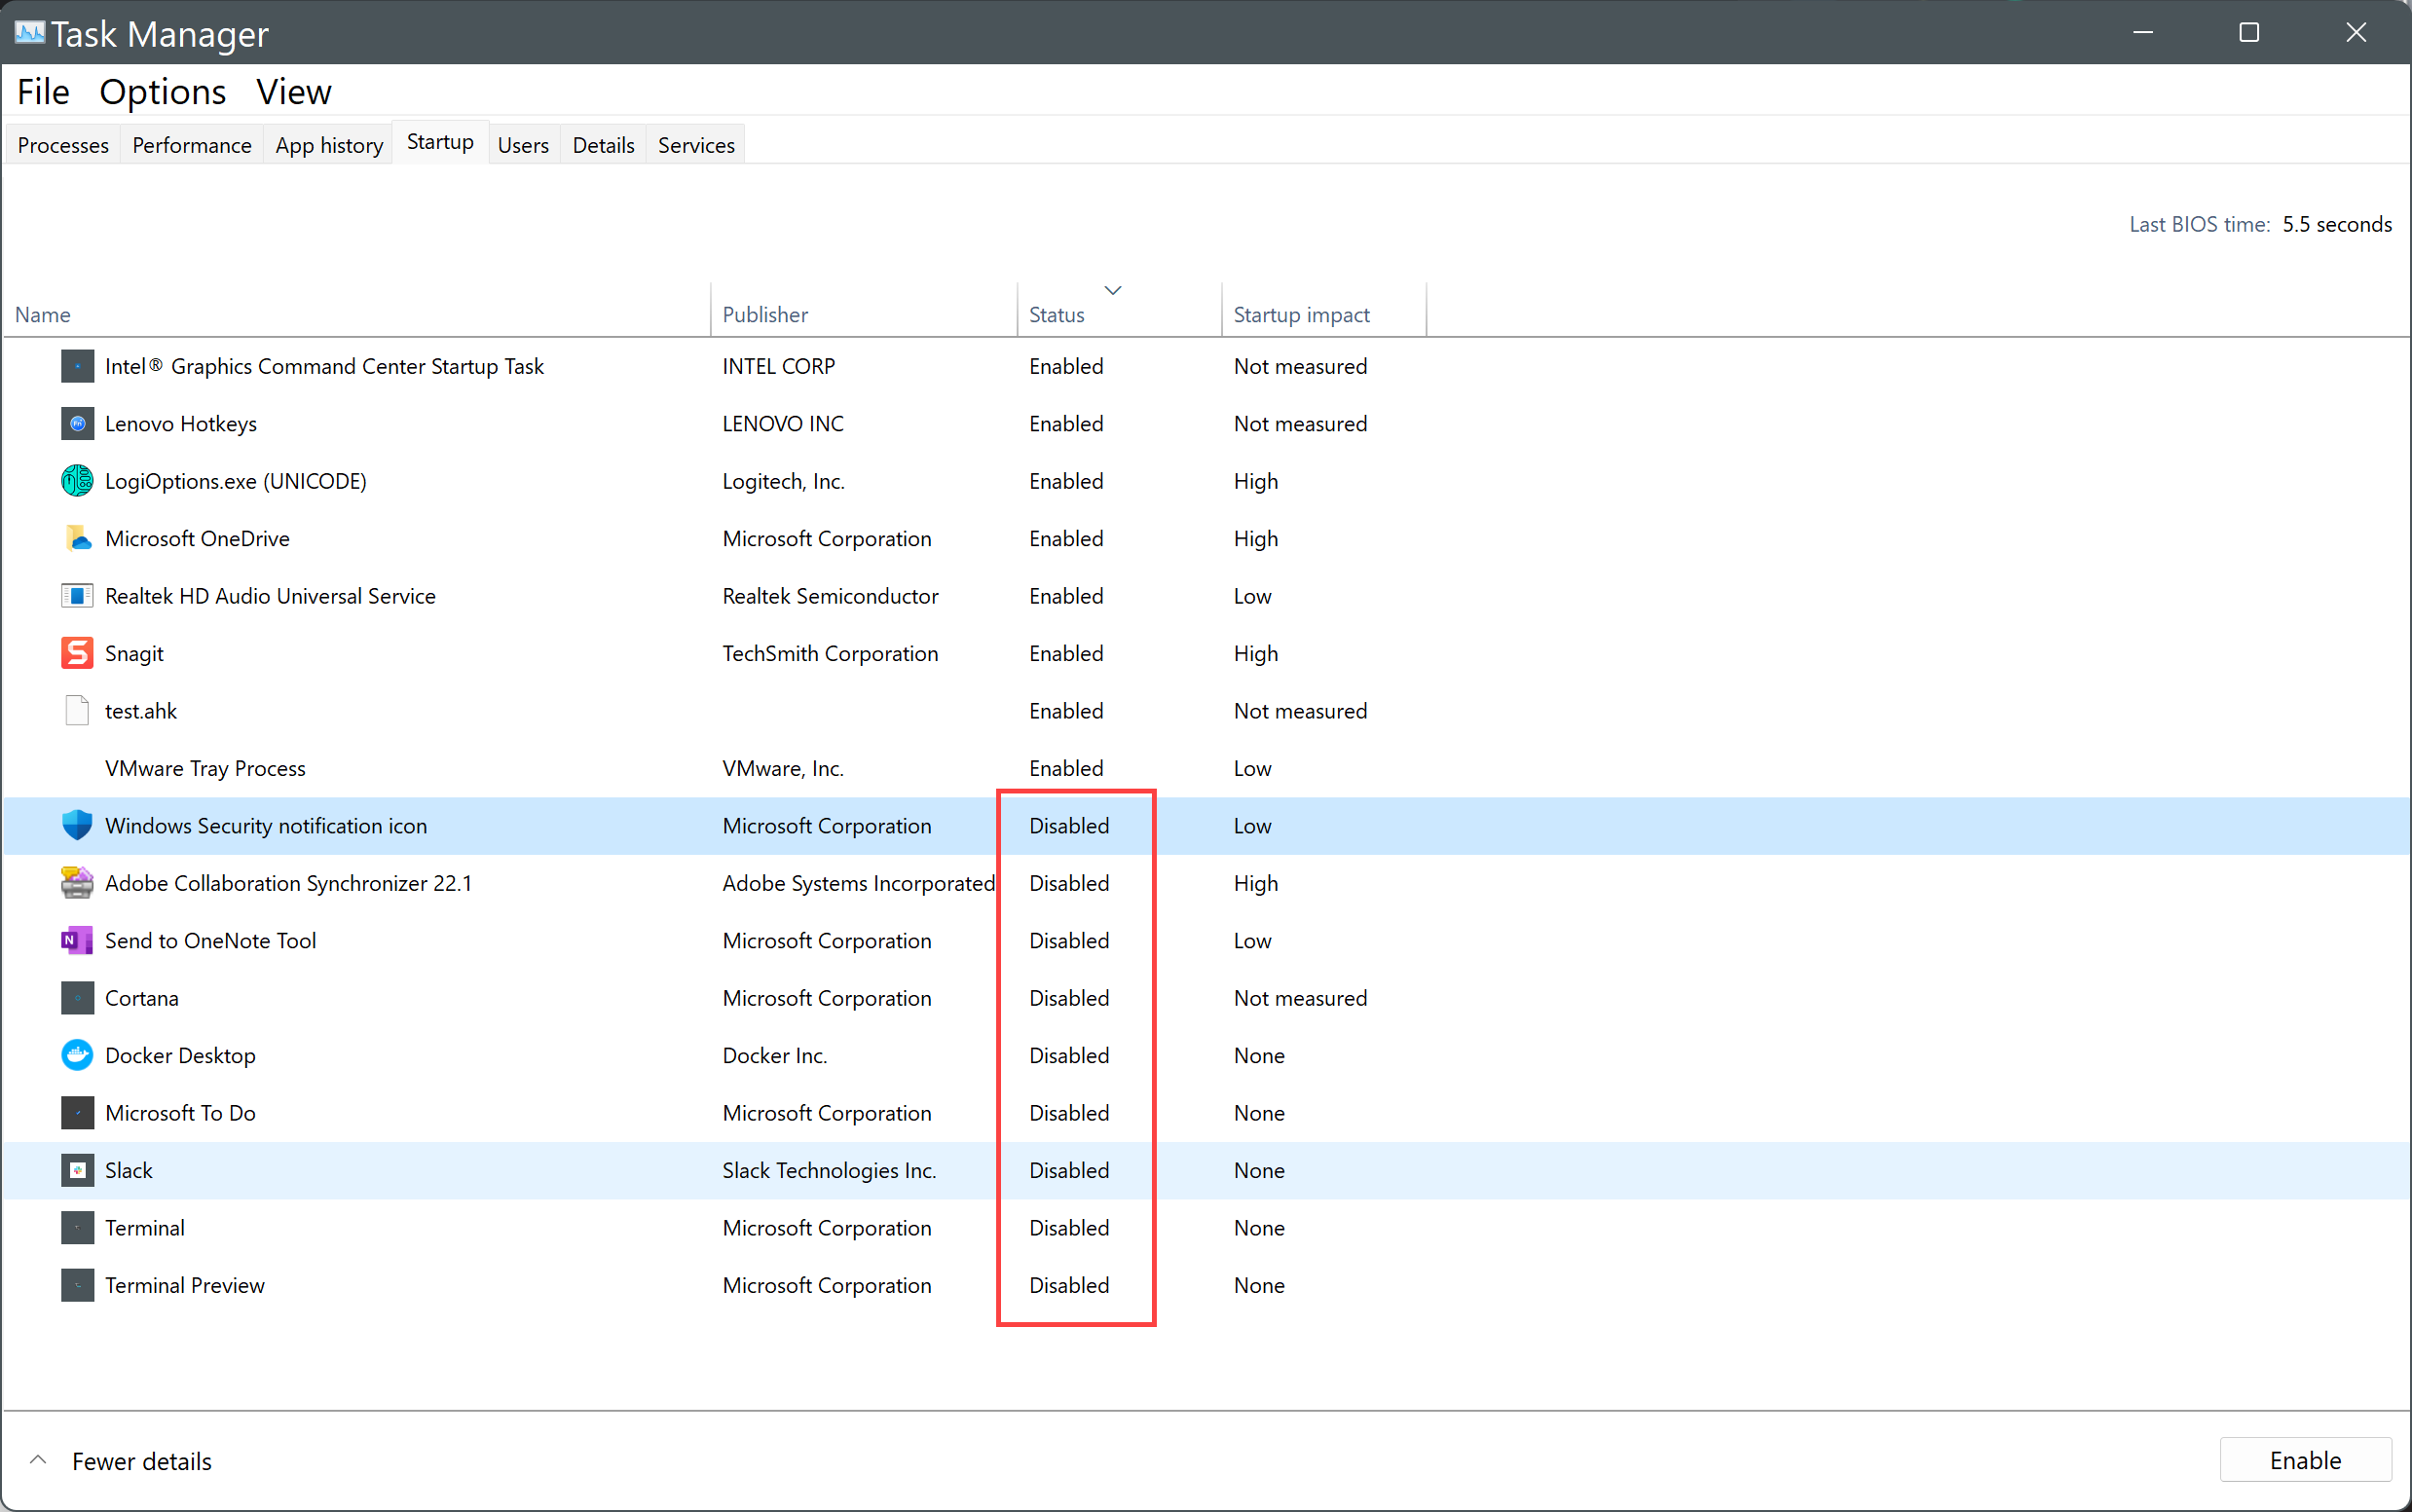 Task Manager
File Options View
Processes Performance App history Startup Users Details Services
Last BIOS time: 5.5 seconds
Name Publisher Status Startup impact
Intel® Graphics Command Center Startup Task INTEL CORP Enabled Not measured
Lenovo Hotkeys LENOVO INC Enabled Not measured
LogiOptions.exe (UNICODE) Logitech, Inc. Enabled High
Microsoft OneDrive Microsoft Corporation Enabled High
Realtek HD Audio Universal Service Realtek Semiconductor Enabled Low
Snagit TechSmith Corporation Enabled High
test.ahk Enabled Not measured
VMware Tray Process VMware, Inc. Enabled Low
Windows Security notification icon Microsoft Corporation Disabled Low
Adobe Collaboration Synchronizer 22.1 Adobe Systems Incorporated Disabled High
Send to OneNote Tool Microsoft Corporation Disabled Low
Cortana Microsoft Corporation Disabled Not measured
Docker Desktop Docker Inc. Disabled None
Microsoft To Do Microsoft Corporation Disabled None
Slack Slack Technologies Inc. Disabled None
Terminal Microsoft Corporation Disabled None
Terminal Preview Microsoft Corporation Disabled None
Fewer details Enable